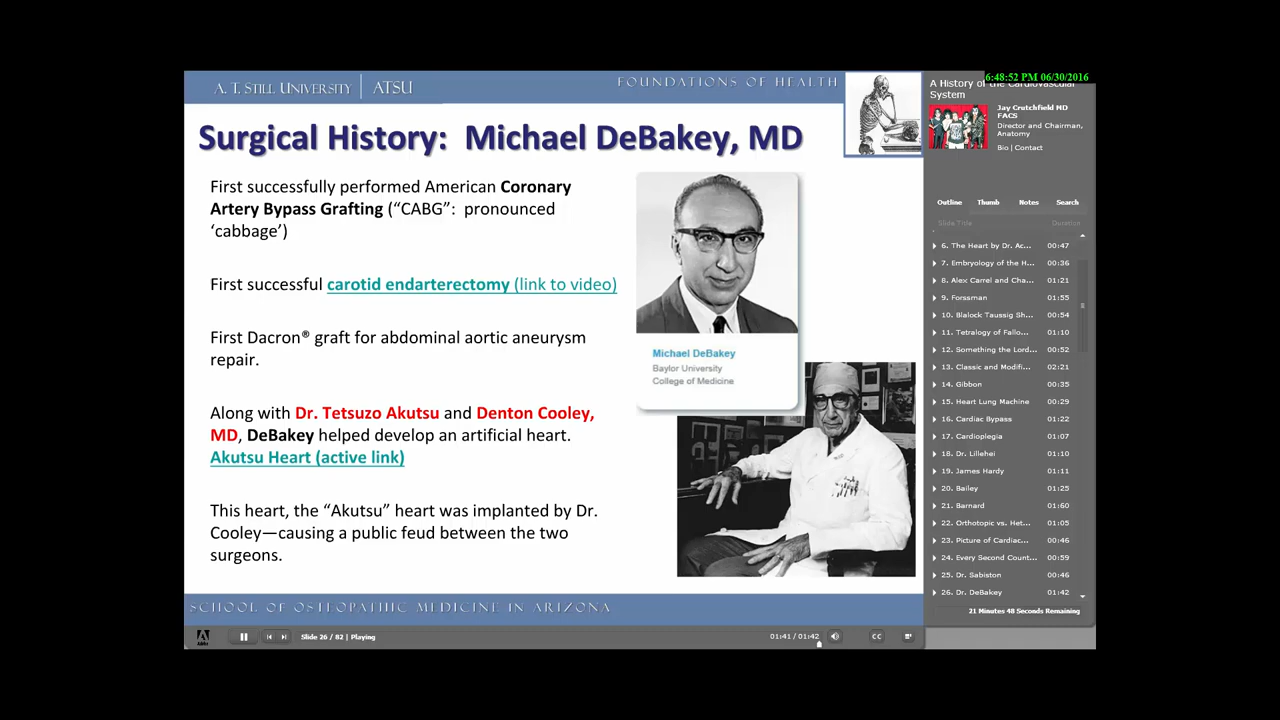 A. T. STILL UNIVERSITY | ATSU
FOUNDATIONS OF HEALTH
6:48:52 PM 06/30/2016
Surgical History: Michael DeBakey, MD
First successfully performed American Coronary
Artery Bypass Grafting (“CABG”: pronounced
‘cabbage’)
First successful carotid endarterectomy (link to video)
First Dacron® graft for abdominal aortic aneurysm
repair.
Along with Dr. Tetsuzo Akutsu and Denton Cooley,
MD, DeBakey helped develop an artificial heart.
Akutsu Heart (active link)
This heart, the “Akutsu” heart was implanted by Dr.
Cooley—causing a public feud between the two
surgeons.
Michael DeBakey
Baylor University
College of Medicine
SCHOOL OF OSTEOPATHIC MEDICINE IN ARIZONA
A History of the Cardiovascular
System
Jay Crutchfield MD
FACS
Director and Chairman,
Anatomy
Bio | Contact
Outline Thumb Notes Search
Slide Title Duration
6. The Heart by Dr. Ac... 00:47
7. Embryology of the H... 00:36
8. Alex Carrel and Cha... 01:21
9. Forssman 01:55
10. Blalock Taussig Sh... 00:54
11. Tetralogy of Fallo... 01:10
12. Something the Lord... 00:52
13. Classic and Modifi... 02:21
14. Gibbon 00:35
15. Heart Lung Machine 00:29
16. Cardiac Bypass 01:22
17. Cardioplegia 01:07
18. Dr. Lillehei 01:10
19. James Hardy 01:11
20. Bailey 01:25
21. Barnard 01:60
22. Orthotopic vs. Het... 01:05
23. Picture of Cardiac... 00:46
24. Every Second Count... 00:59
25. Dr. Sabiston 00:46
26. Dr. DeBakey 01:42
21 Minutes 48 Seconds Remaining
Slide 26 / 82 | Playing
01:41 / 01:42
CC